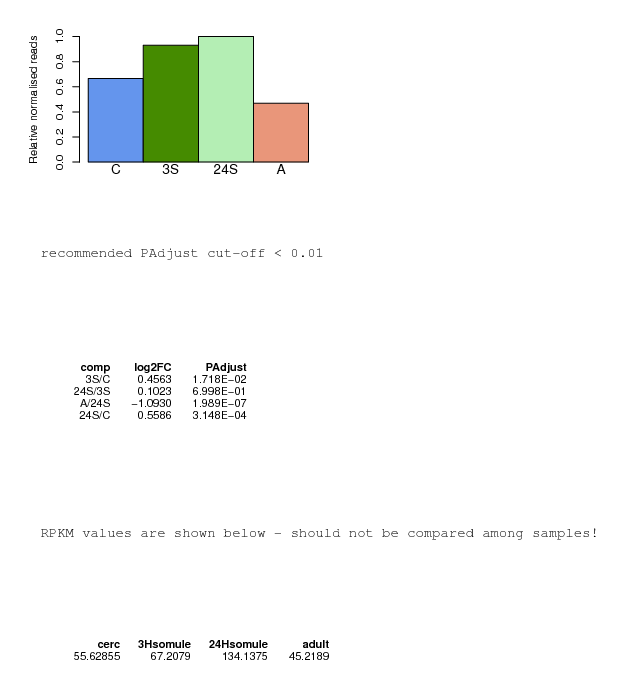 Relative normalised reads
1.0
0.8
0.6
0.4
0.2
0.0
C 3S 24S A
recommended PAdjust cut-off < 0.01
comp log2FC PAdjust
3S/C 0.4563 1.718E-02
24S/3S 0.1023 6.998E-01
A/24S -1.0930 1.989E-07
24S/C 0.5586 3.148E-04
RPKM values are shown below - should not be compared among samples!
cerc 3Hsomule 24Hsomule adult
55.62855 67.2079 134.1375 45.2189